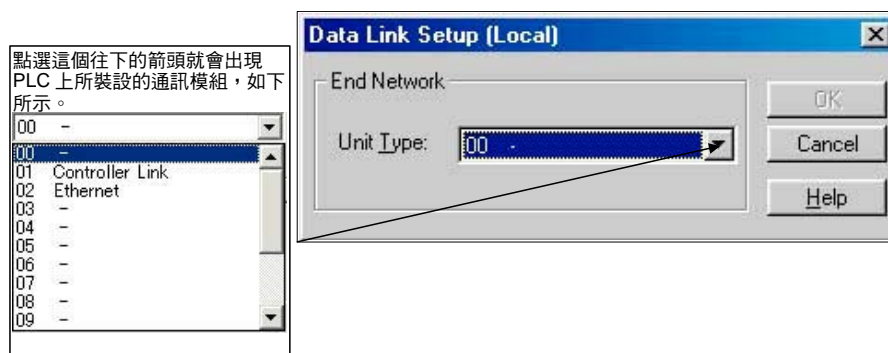 點選這個往下的箭頭就會出現
PLC 上所裝設的通訊模組，如下
所示。
00 -
00 -
01 Controller Link
02 Ethernet
03 -
04 -
05 -
06 -
07 -
08 -
09 -
Data Link Setup (Local)
End Network
Unit Type: 00 -
OK
Cancel
Help